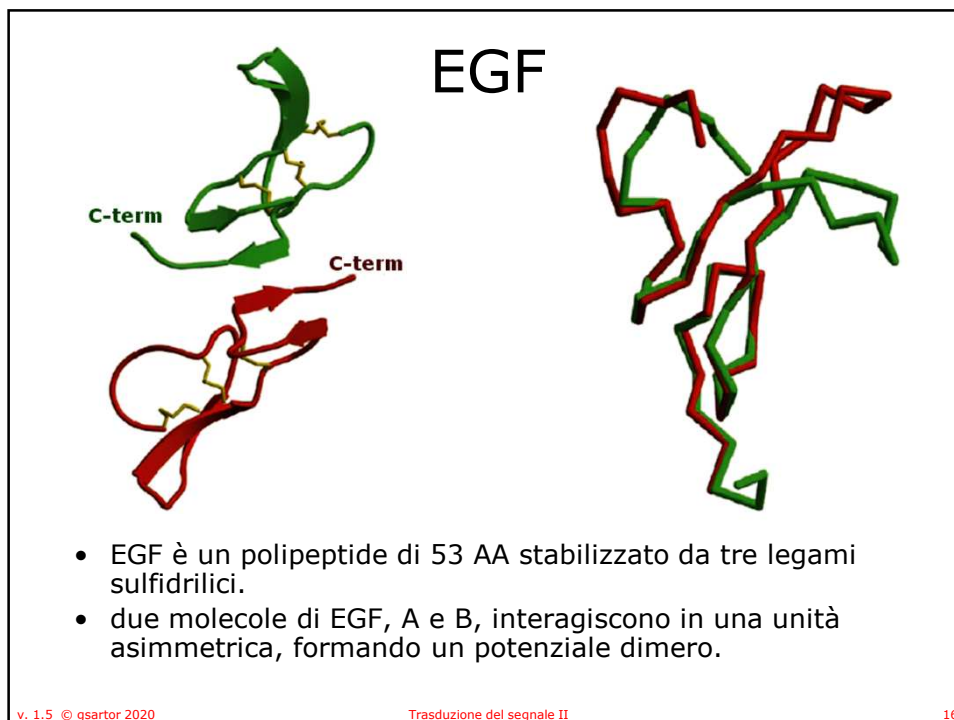 EGF
C-term
C-term
• EGF è un polipeptide di 53 AA stabilizzato da tre legami
sulfidrilici.
• due molecole di EGF, A e B, interagiscono in una unità
asimmetrica, formando un potenziale dimero.
v. 1.5 © gsartor 2020 Trasduzione del segnale II 16